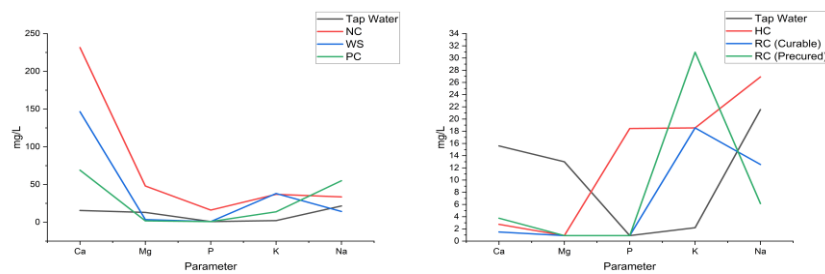 Tap Water
NC
WS
PC
250
200
150
100
50
0
mg/L
Ca Mg P K Na
Parameter
Tap Water
HC
RC (Curable)
RC (Precured)
34
32
30
28
26
24
22
20
18
16
14
12
10
8
6
4
2
0
mg/L
Ca Mg P K Na
Parameter